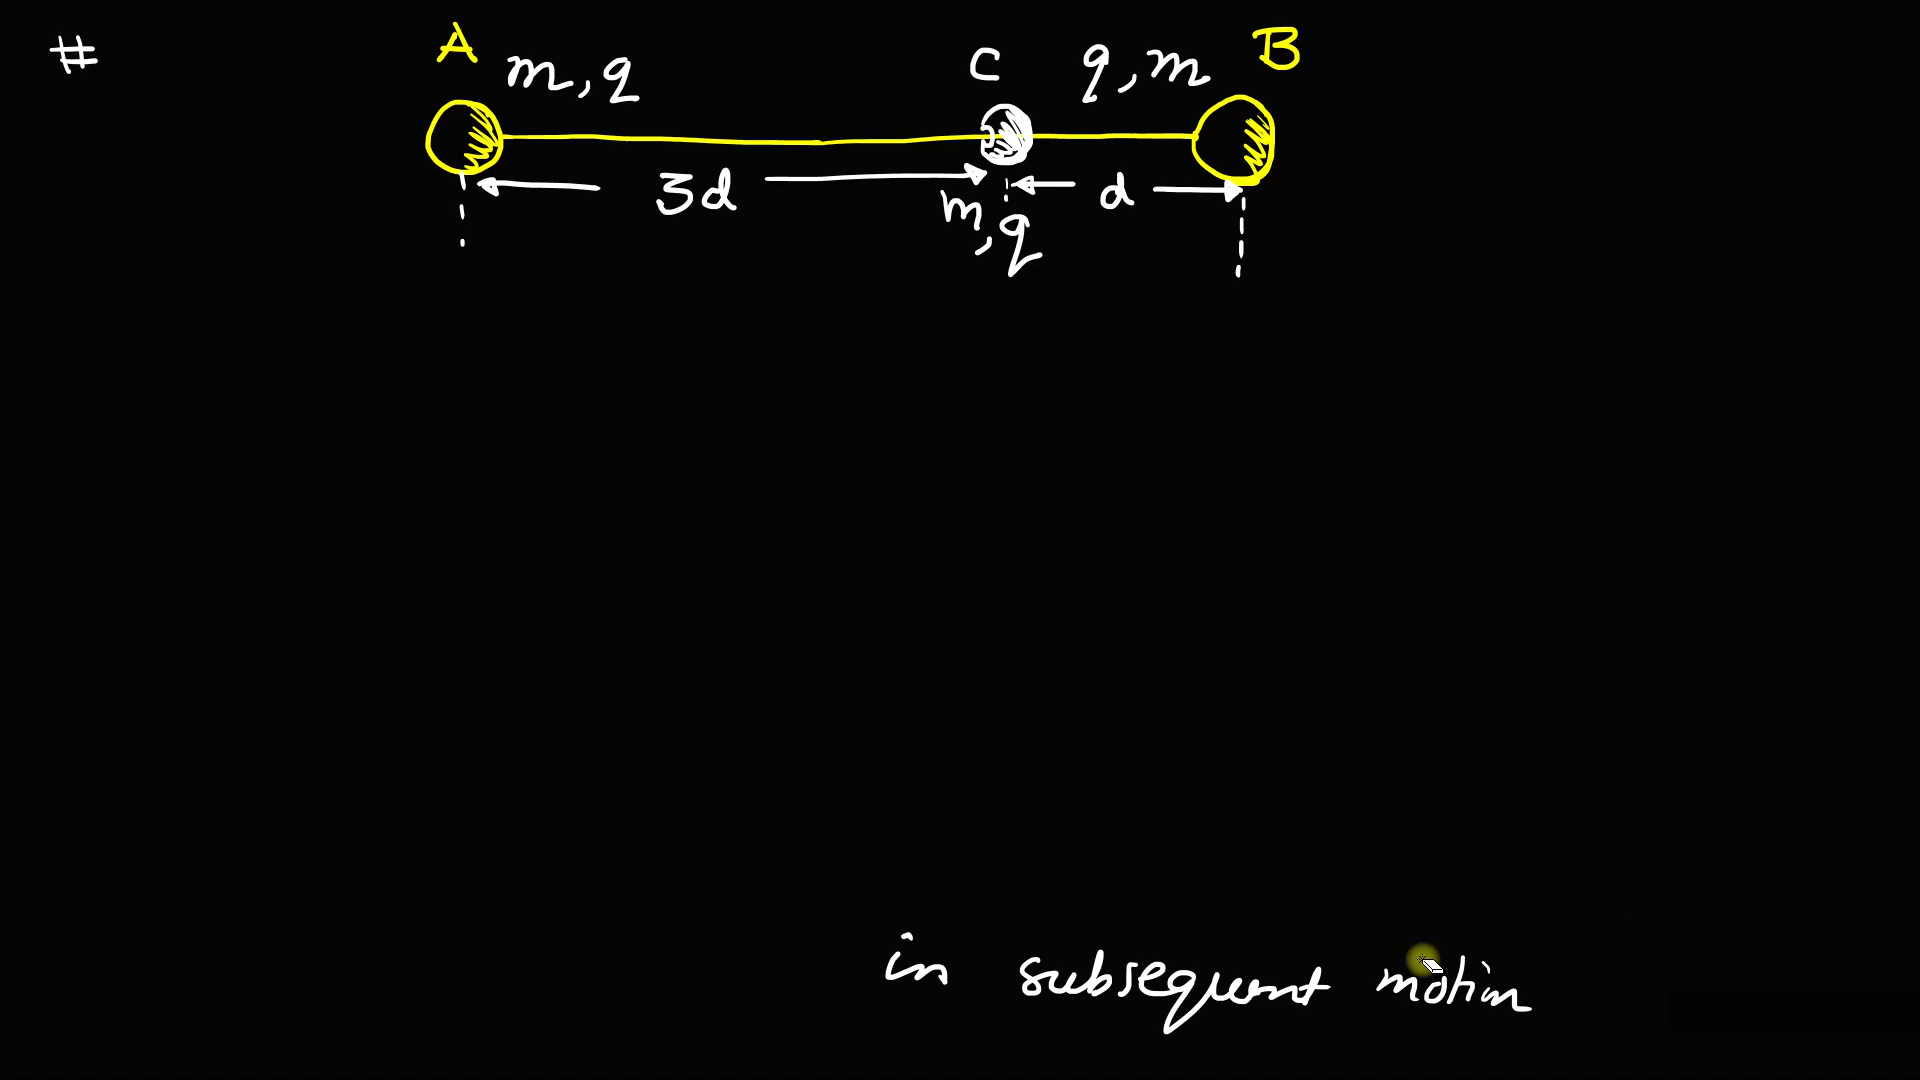 #
A m,q C q,m B
3d d
m,q
in subsequent motion